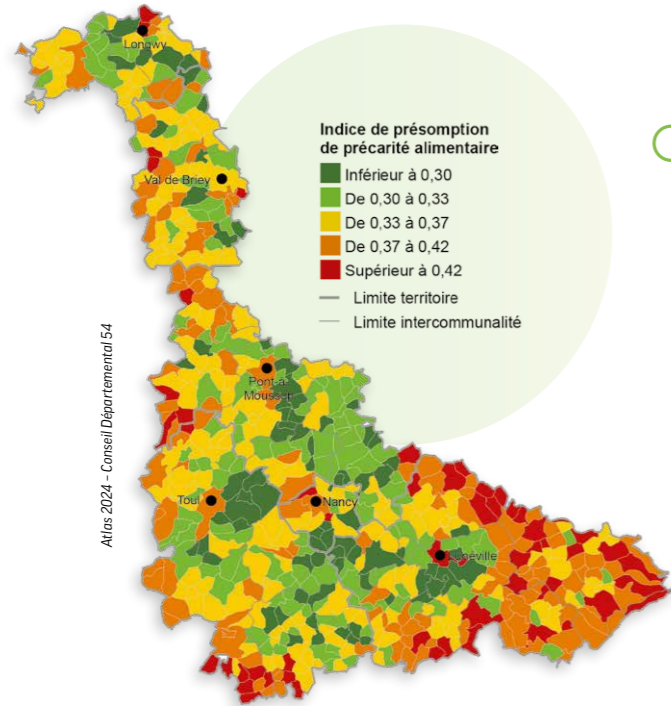 Longwy
Indice de présomption
de précarité alimentaire
Inférieur à 0,30
De 0,30 à 0,33
De 0,33 à 0,37
De 0,37 à 0,42
Supérieur à 0,42
Limite territoire
Limite intercommunalité
Val de Briey
Atlas 2024 – Conseil Départemental 54
Pont-à-
Mousson
Toul
Nancy
Lunéville